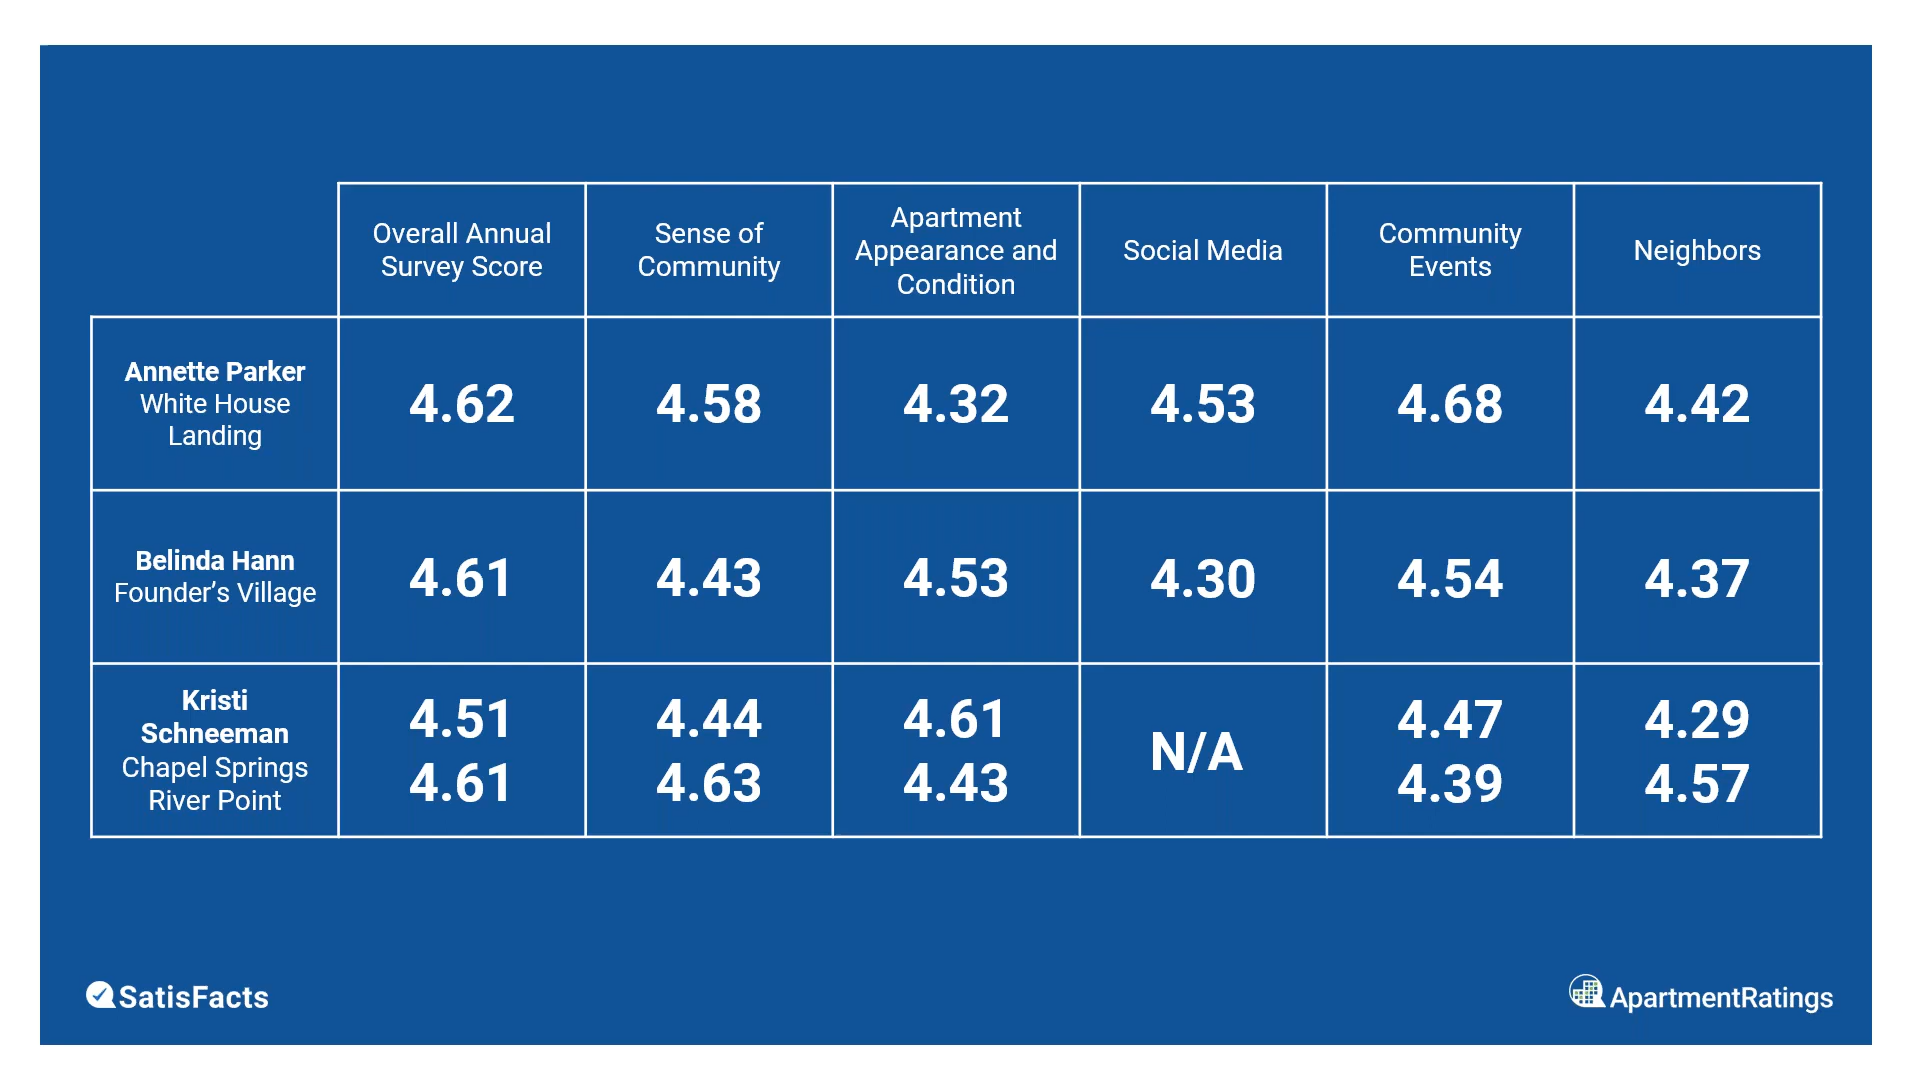 Overall Annual
Survey Score
Sense of
Community
Apartment
Appearance and
Condition
Social Media
Community
Events
Neighbors
Annette Parker
White House
Landing
4.62
4.58
4.32
4.53
4.68
4.42
Belinda Hann
Founder’s Village
4.61
4.43
4.53
4.30
4.54
4.37
Kristi
Schneeman
Chapel Springs
River Point
4.51
4.61
4.44
4.63
4.61
4.43
N/A
4.47
4.39
4.29
4.57
SatisFacts
ApartmentRatings